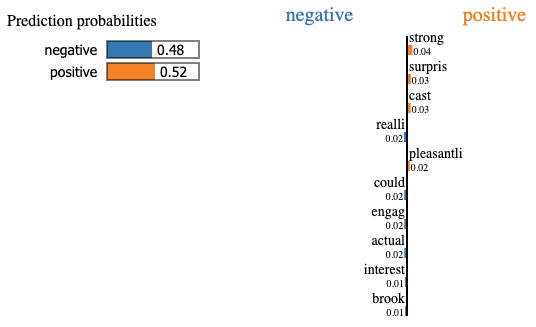 Prediction probabilities
negative 0.48
positive 0.52
negative positive
strong
0.04
surpris
0.03
cast
0.03
realli
0.02
pleasantli
0.02
could
0.02
engag
0.02
actual
0.02
interest
0.01
brook
0.01